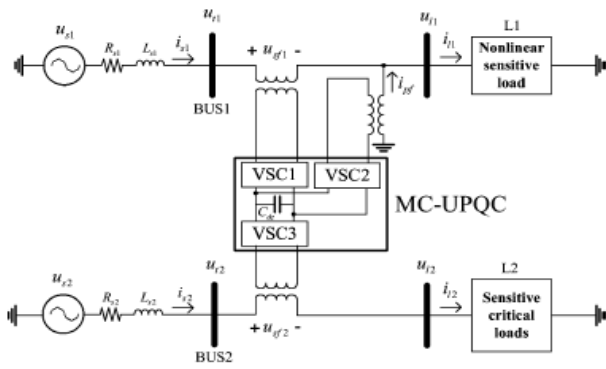 u_s1 R_s1 L_s1 i_s1 u_t1 + u_sf1 - u_l1 i_l1 L1
Nonlinear
sensitive
load
i_lsf
BUS1
VSC1 VSC2
C_dc
MC-UPQC
VSC3
u_s2 R_s2 L_s2 i_s2 u_t2 + u_sf2 - u_l2 i_l2 L2
Sensitive
critical
loads
BUS2